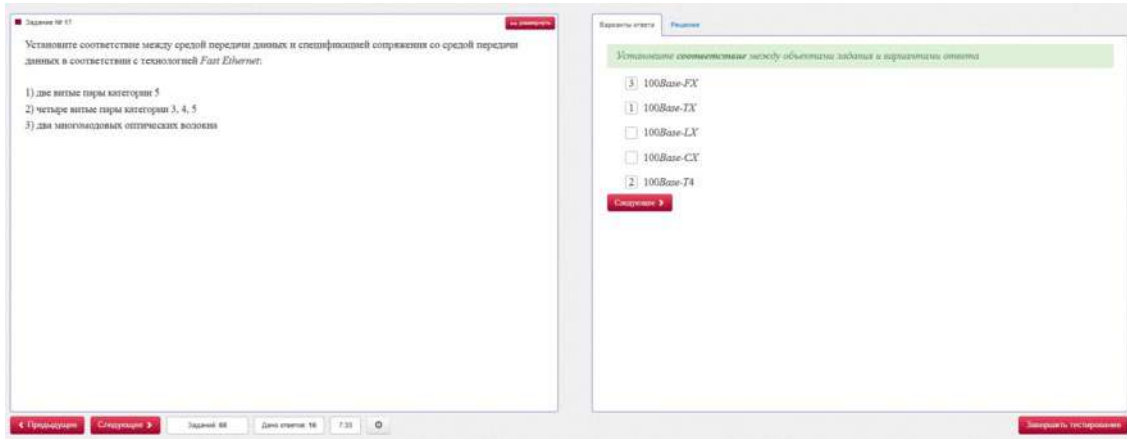 Задание № 17
развернуть
Установите соответствие между средой передачи данных и спецификацией сопряжения со средой передачи
данных в соответствии с технологией Fast Ethernet:
1) две витые пары категории 5
2) четыре витые пары категории 3, 4, 5
3) два многомодовых оптических волокна
Варианты ответа Решение
Установите соответствие между объектами задания и вариантами ответа
3 100Base-FX
1 100Base-TX
100Base-LX
100Base-CX
2 100Base-T4
Следующее
Предыдущее Следующее Заданий: 68 Дано ответов: 16 Завершить тестирование